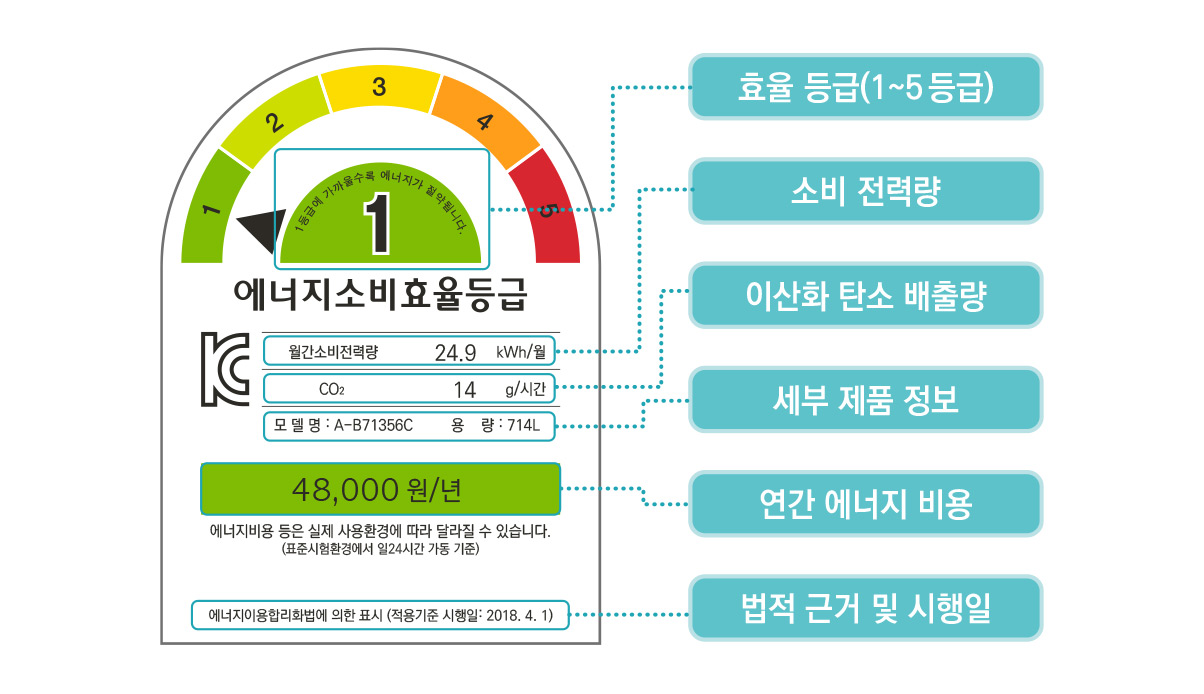 1
2
3
4
5
1등급에 가까울수록 에너지가 절약됩니다.
1
에너지소비효율등급
월간소비전력량 24.9 kWh/월
CO2 14 g/시간
모 델 명 : A-B71356C 용 량 : 714L
48,000 원/년
에너지비용 등은 실제 사용환경에 따라 달라질 수 있습니다.
(표준시험환경에서 일24시간 가동 기준)
에너지이용합리화법에 의한 표시 (적용기준 시행일: 2018. 4. 1)
효율 등급(1~5 등급)
소비 전력량
이산화 탄소 배출량
세부 제품 정보
연간 에너지 비용
법적 근거 및 시행일